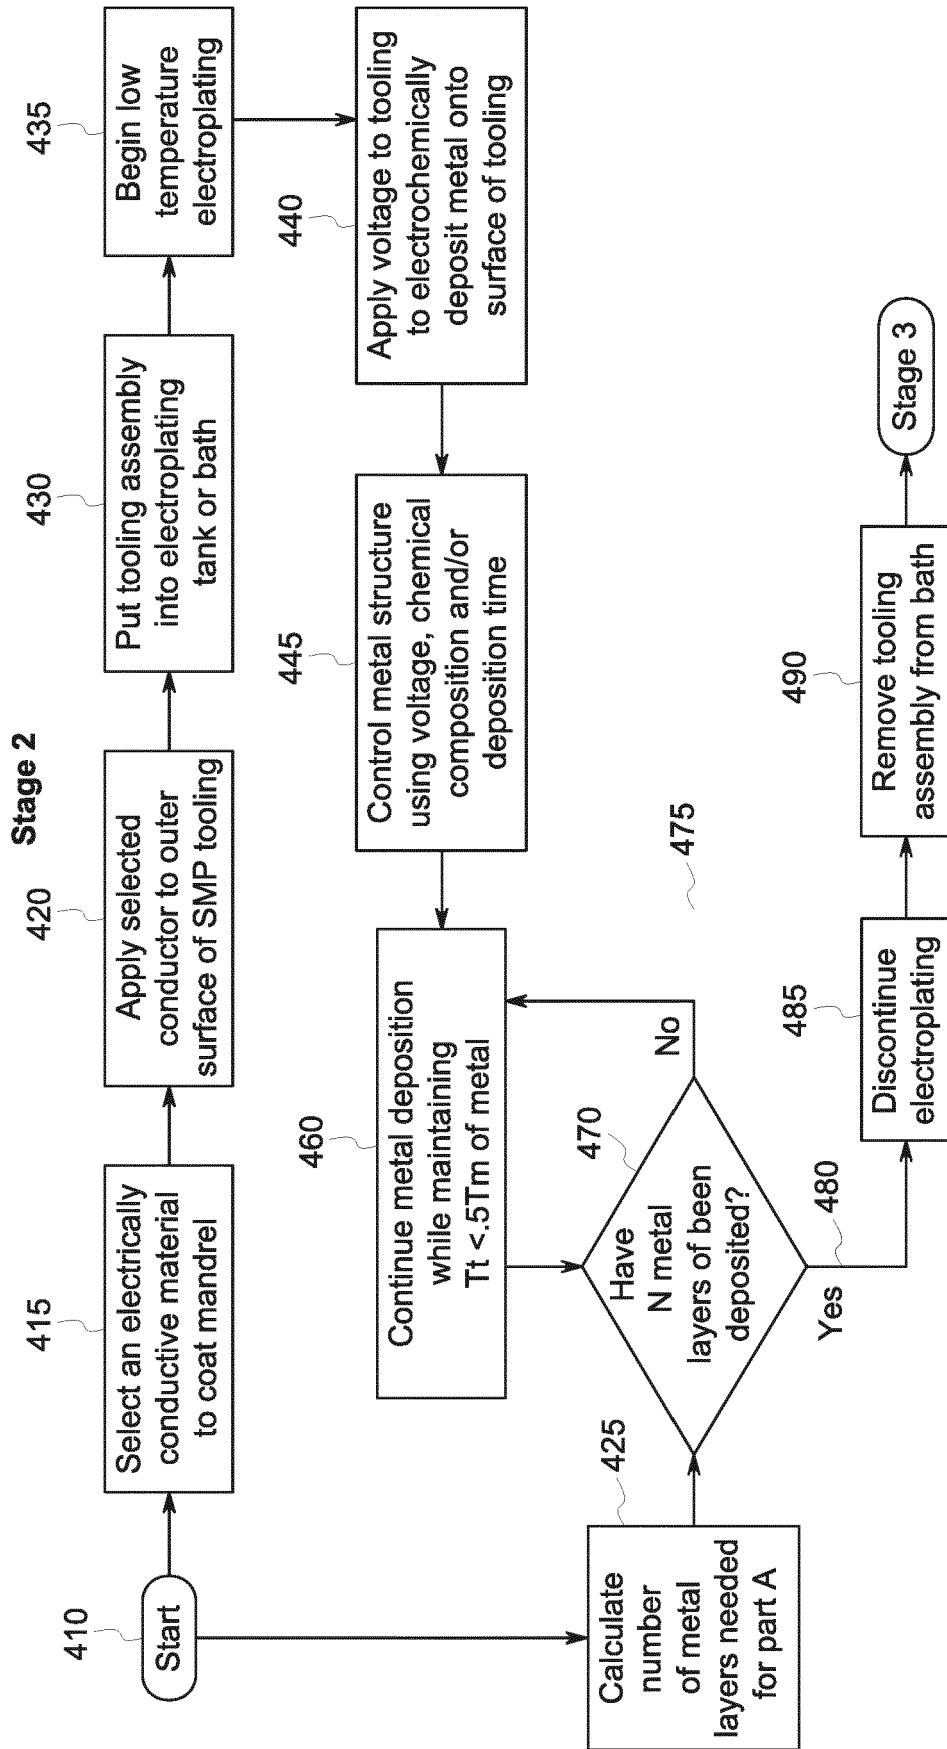 Stage 2
410
Start
415
Select an electrically
conductive material
to coat mandrel
420
Apply selected
conductor to outer
surface of SMP tooling
430
Put tooling assembly
into electroplating
tank or bath
435
Begin low
temperature
electroplating
440
Apply voltage to tooling
to electrochemically
deposit metal onto
surface of tooling
445
Control metal structure
using voltage, chemical
composition and/or
deposition time
460
Continue metal deposition
while maintaining
Tt <.5Tm of metal
425
Calculate
number
of metal
layers needed
for part A
470
Have
N metal
layers of been
deposited?
No
475
Yes
480
485
Discontinue
electroplating
490
Remove tooling
assembly from bath
Stage 3